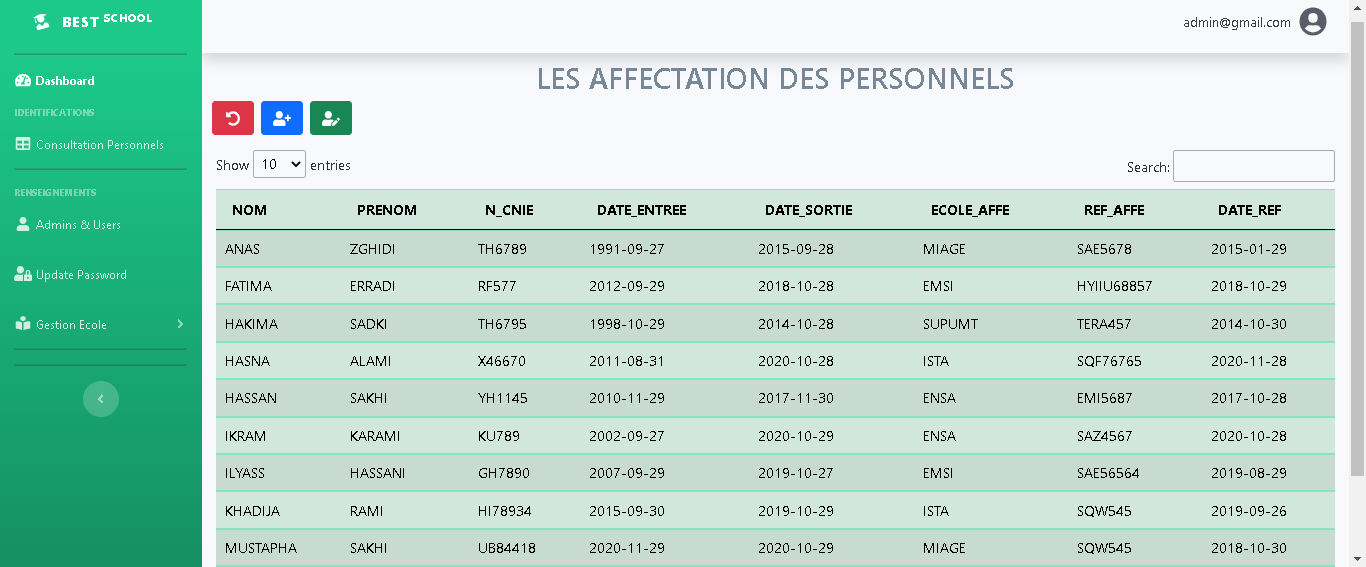 BEST SCHOOL
admin@gmail.com
Dashboard
IDENTIFICATIONS
Consultation Personnels
RENSEIGNEMENTS
Admins & Users
Update Password
Gestion Ecole
LES AFFECTATION DES PERSONNELS
Show 10 entries
Search:
NOM PRENOM N_CNIE DATE_ENTREE DATE_SORTIE ECOLE_AFFE REF_AFFE DATE_REF
ANAS ZGHIDI TH6789 1991-09-27 2015-09-28 MIAGE SAE5678 2015-01-29
FATIMA ERRADI RF577 2012-09-29 2018-10-28 EMSI HYIIU68857 2018-10-29
HAKIMA SADKI TH6795 1998-10-29 2014-10-28 SUPUMT TERA457 2014-10-30
HASNA ALAMI X46670 2011-08-31 2020-10-28 ISTA SQF76765 2020-11-28
HASSAN SAKHI YH1145 2010-11-29 2017-11-30 ENSA EMI5687 2017-10-28
IKRAM KARAMI KU789 2002-09-27 2020-10-29 ENSA SAZ4567 2020-10-28
ILYASS HASSANI GH7890 2007-09-29 2019-10-27 EMSI SAE56564 2019-08-29
KHADIJA RAMI HI78934 2015-09-30 2019-10-29 ISTA SQW545 2019-09-26
MUSTAPHA SAKHI UB84418 2020-11-29 2020-10-29 MIAGE SQW545 2018-10-30